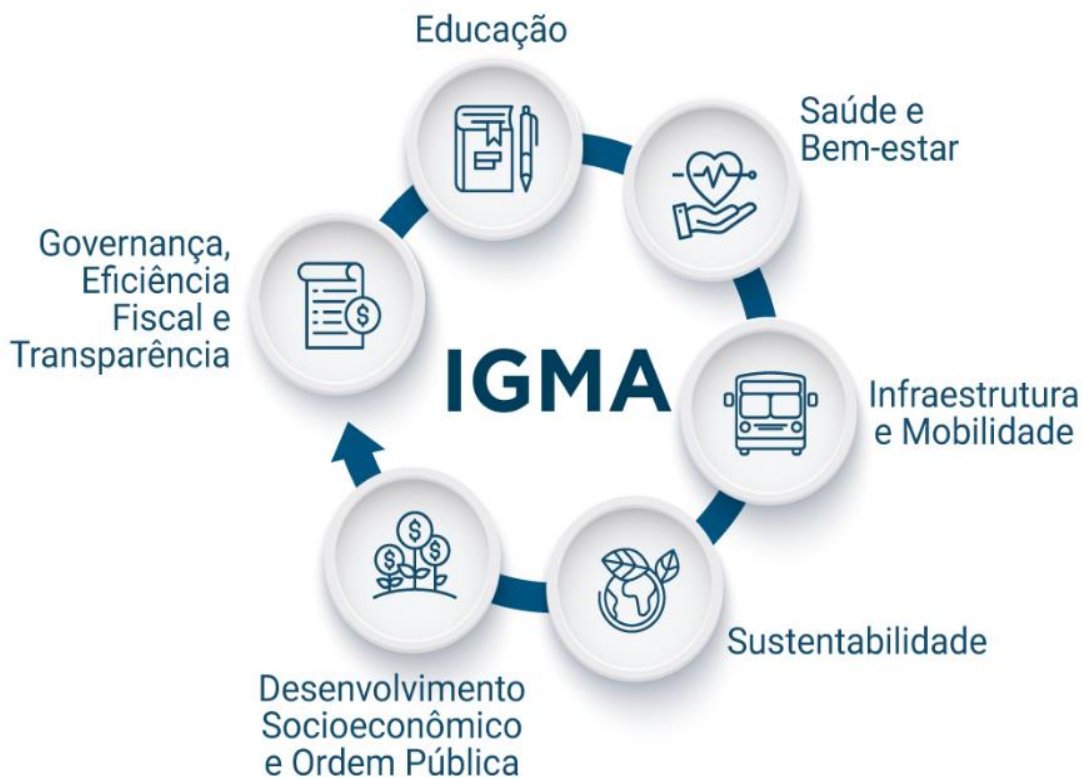 Educação
Saúde e
Bem-estar
Governança,
Eficiência
Fiscal e
Transparência
IGMA
Infraestrutura
e Mobilidade
Sustentabilidade
Desenvolvimento
Socioeconômico
e Ordem Pública